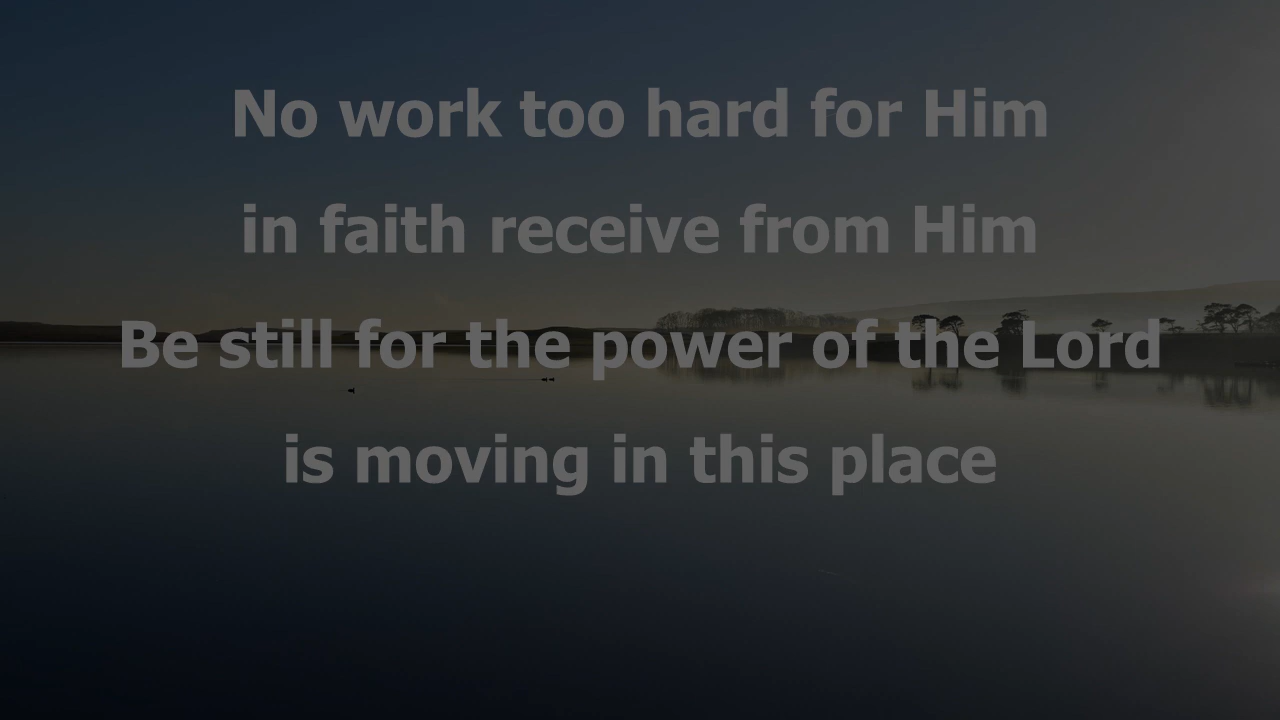 No work too hard for Him
in faith receive from Him
Be still for the power of the Lord
is moving in this place